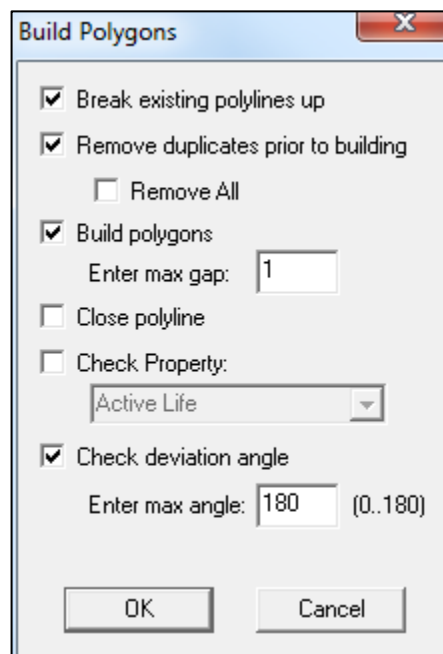 Build Polygons
Break existing polylines up
Remove duplicates prior to building
Remove All
Build polygons
Enter max gap: 1
Close polyline
Check Property:
Active Life
Check deviation angle
Enter max angle: 180 (0..180)
OK Cancel